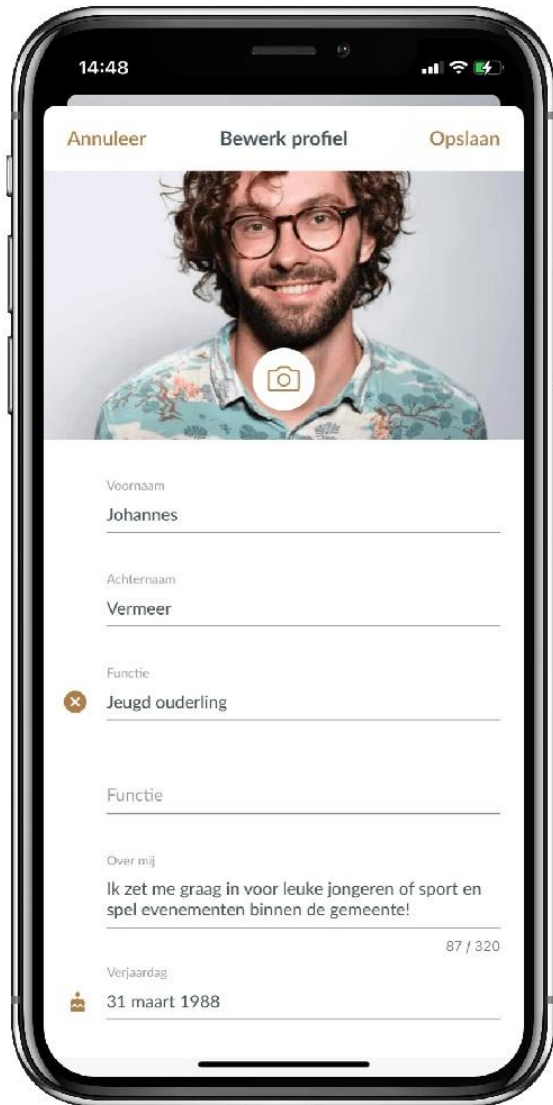 14:48
Annuleer Bewerk profiel Opslaan
Voornaam
Johannes
Achternaam
Vermeer
Functie
Jeugd ouderling
Functie
Over mij
Ik zet me graag in voor leuke jongeren of sport en
spel evenementen binnen de gemeente!
87 / 320
Verjaardag
31 maart 1988